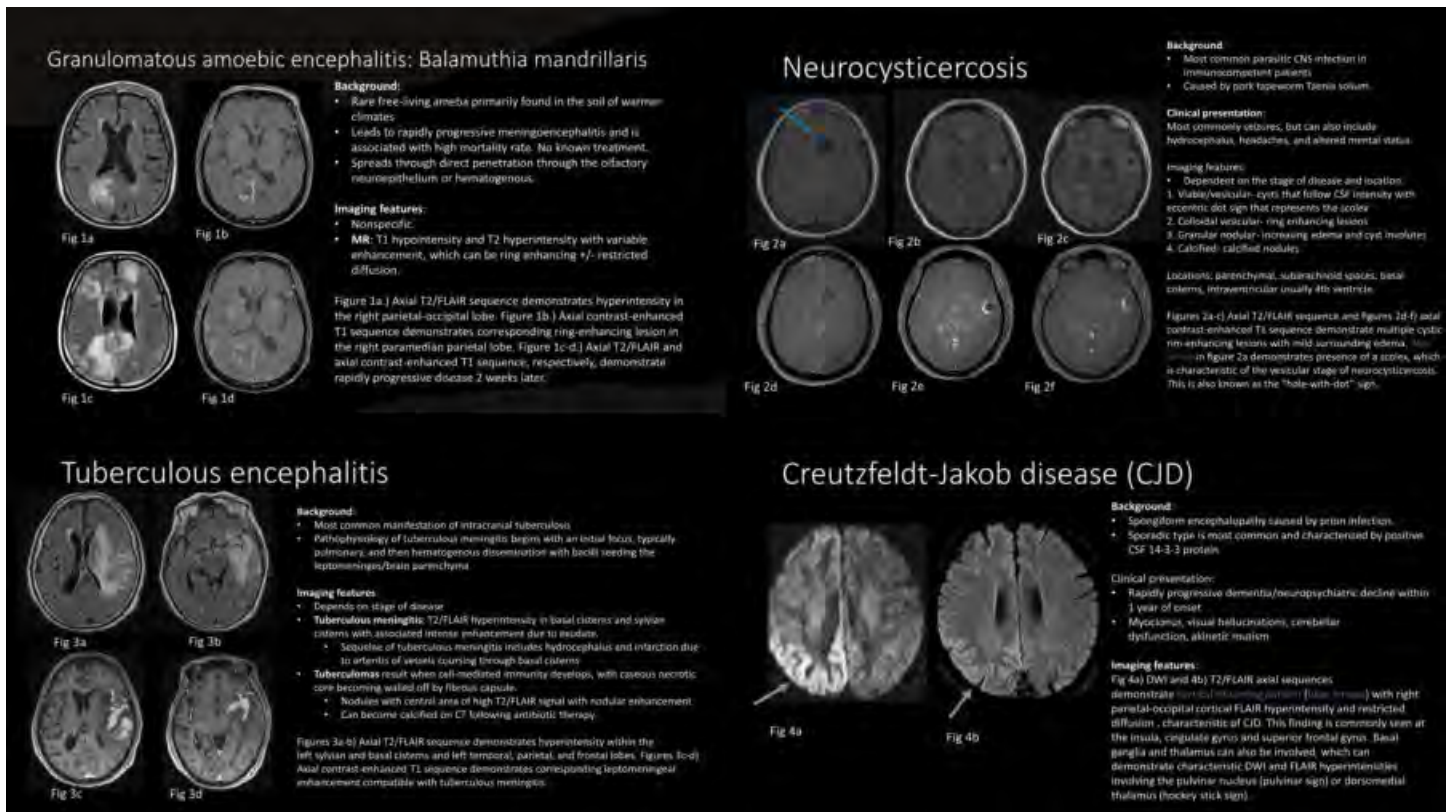 Granulomatous amoebic encephalitis: Balamuthia mandrillaris
Background:
• Rare free-living ameba primarily found in the soil of warmer
climates
• Leads to rapidly progressive meningoencephalitis and is
associated with high mortality rate. No known treatment.
• Spreads through direct penetration through the olfactory
neuroepithelium or hematogenous.
Imaging features:
• Nonspecific.
• MR: T1 hypointensity and T2 hyperintensity with variable
enhancement, which can be ring enhancing +/- restricted
diffusion.
Figure 1a.) Axial T2/FLAIR sequence demonstrates hyperintensity in
the right parietal-occipital lobe. Figure 1b.) Axial contrast-enhanced
T1 sequence demonstrates corresponding ring-enhancing lesion in
the right paramedian parietal lobe. Figure 1c-d.) Axial T2/FLAIR and
axial contrast-enhanced T1 sequence, respectively, demonstrate
rapidly progressive disease 2 weeks later.
Fig 1a
Fig 1b
Fig 1c
Fig 1d
Neurocysticercosis
Background
• Most common parasitic CNS infection in
immunocompetent patients
• Caused by pork tapeworm Taenia solium.
Clinical presentation:
Most commonly seizures, but can also include
hydrocephalus, headaches, and altered mental status.
Imaging features:
• Dependent on the stage of disease and location.
1. Viable/vesicular- cysts that follow CSF intensity with
eccentric dot sign that represents the scolex
2. Colloidal vesicular- ring enhancing lesions
3. Granular nodular- increasing edema and cyst involutes
4. Calcified- calcified nodules
Locations: parenchymal, subarachnoid spaces, basal
cisterns, intraventricular usually 4th ventricle.
Figures 2a-c) Axial T2/FLAIR sequence and figures 2d-f) axial
contrast-enhanced T1 sequence demonstrate multiple cystic
rim-enhancing lesions with mild surrounding edema.
in figure 2a demonstrates presence of a scolex, which
is characteristic of the vesicular stage of neurocysticercosis.
This is also known as the "hole-with-dot" sign.
Fig 2a
Fig 2b
Fig 2c
Fig 2d
Fig 2e
Fig 2f
Tuberculous encephalitis
Background:
• Most common manifestation of intracranial tuberculosis
• Pathophysiology of tuberculous meningitis begins with an initial focus, typically
pulmonary, and then hematogenous dissemination with bacilli seeding the
leptomeninges/brain parenchyma
Imaging features
• Depends on stage of disease
• Tuberculous meningitis: T2/FLAIR hyperintensity in basal cisterns and sylvian
cisterns with associated intense enhancement due to exudate.
• Sequelae of tuberculous meningitis includes hydrocephalus and infarction due
to arteritis of vessels coursing through basal cisterns
• Tuberculomas result when cell-mediated immunity develops, with caseous necrotic
core becoming walled off by fibrous capsule.
• Nodules with central area of high T2/FLAIR signal with nodular enhancement
• Can become calcified on CT following antibiotic therapy.
Figures 3a-b) Axial T2/FLAIR sequence demonstrates hyperintensity within the
left sylvian and basal cisterns and left temporal, parietal, and frontal lobes. Figures 3c-d)
Axial contrast-enhanced T1 sequence demonstrates corresponding leptomeningeal
enhancement compatible with tuberculous meningitis.
Fig 3a
Fig 3b
Fig 3c
Fig 3d
Creutzfeldt-Jakob disease (CJD)
Background:
• Spongiform encephalopathy caused by prion infection.
• Sporadic type is most common and characterized by positive
CSF 14-3-3 protein
Clinical presentation:
• Rapidly progressive dementia/neuropsychiatric decline within
1 year of onset
• Myoclonus, visual hallucinations, cerebellar
dysfunction, akinetic mutism
Imaging features:
Fig 4a) DWI and 4b) T2/FLAIR axial sequences
demonstrate with right
parietal-occipital cortical FLAIR hyperintensity and restricted
diffusion , characteristic of CJD. This finding is commonly seen at
the insula, cingulate gyrus and superior frontal gyrus. Basal
ganglia and thalamus can also be involved, which can
demonstrate characteristic DWI and FLAIR hyperintensities
involving the pulvinar nucleus (pulvinar sign) or dorsomedial
thalamus (hockey stick sign)
Fig 4a
Fig 4b